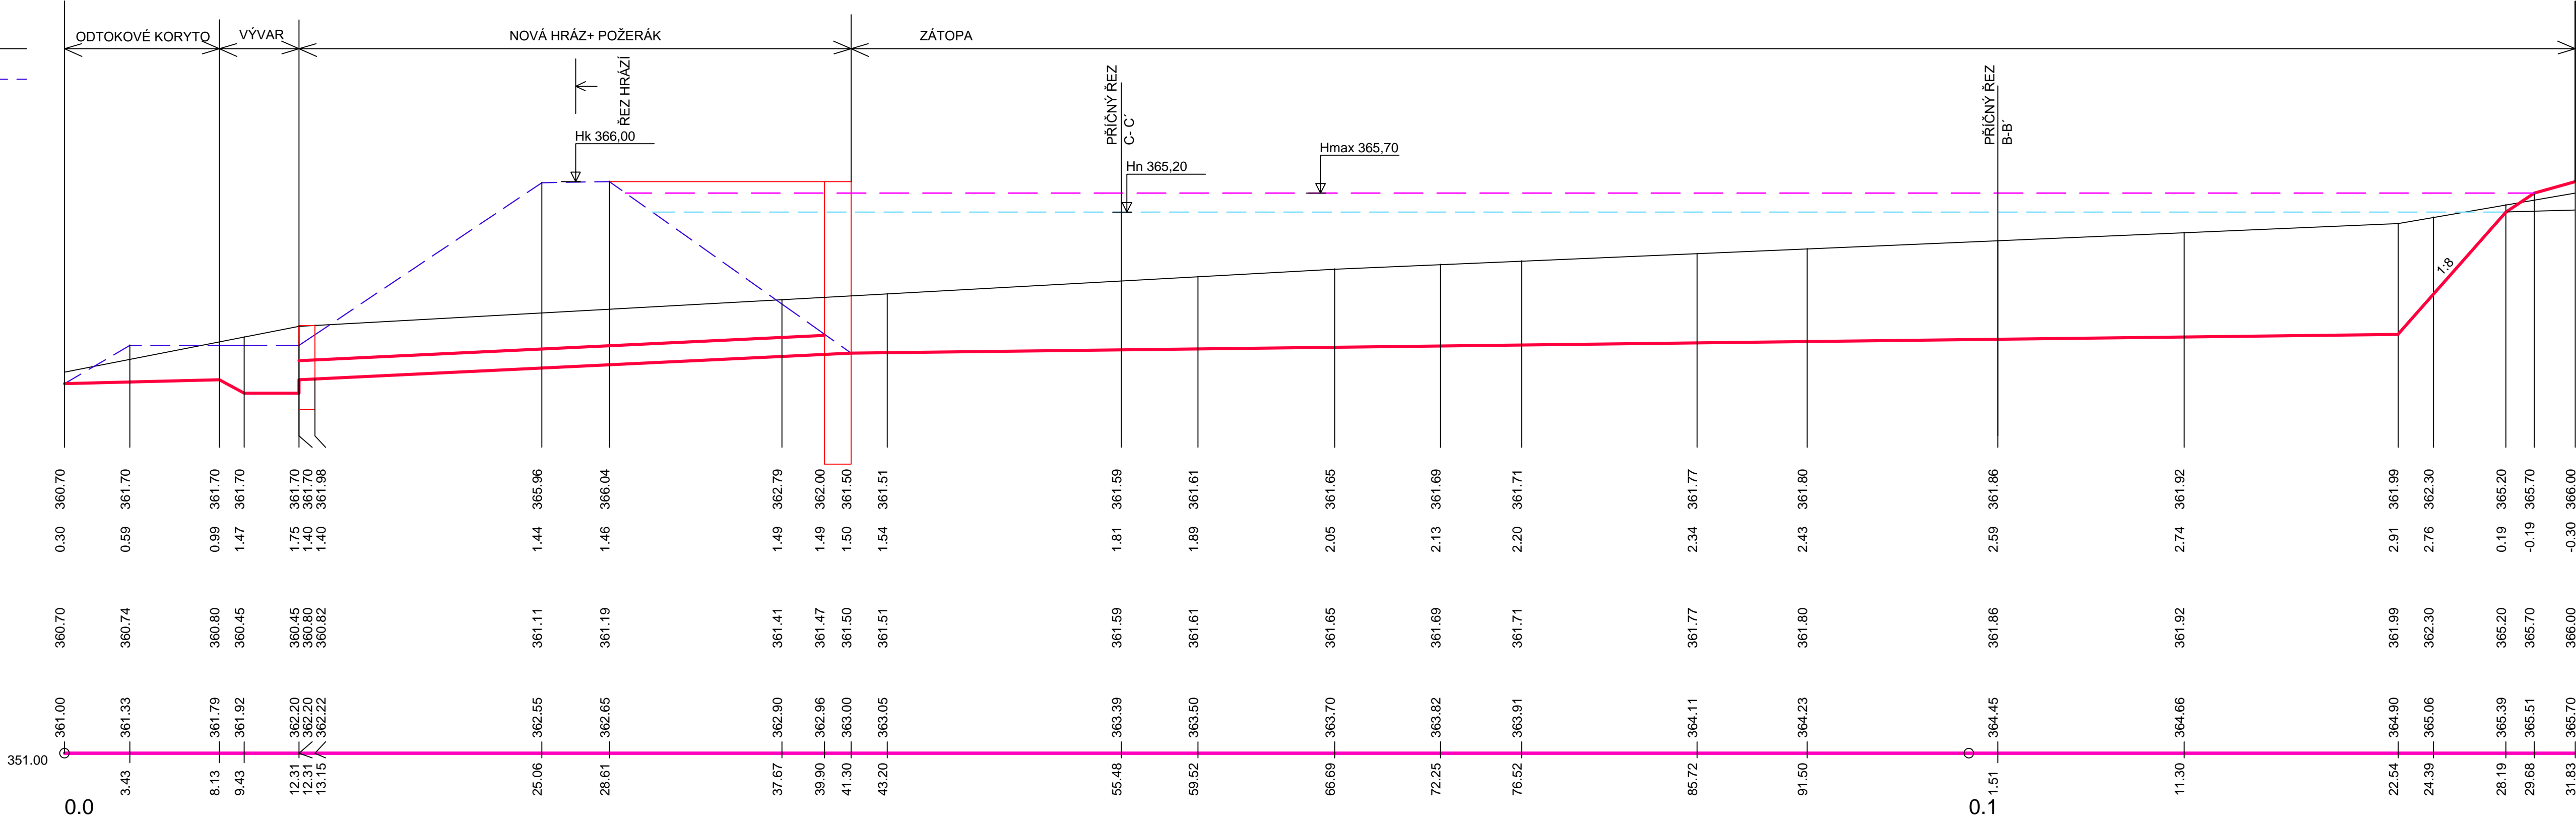 ODTOKOVÉ KORYTO
VÝVAR
NOVÁ HRÁZ+ POŽERÁK
ZÁTOPA
ŘEZ HRÁZÍ
Hk 366,00
PŘÍČNÝ ŘEZ
C- C´
Hn 365,20
Hmax 365,70
PŘÍČNÝ ŘEZ
B-B´
1:8
360.70 361.70 361.70 361.70 361.70 361.70 361.98 365.96 366.04 362.79 362.00 361.50 361.51 361.59 361.61 361.65 361.69 361.71 361.77 361.80 361.86 361.92 361.99 362.30 365.20 365.70 366.00
0.30 0.59 0.99 1.47 1.75 1.40 1.40 1.44 1.46 1.49 1.49 1.50 1.54 1.81 1.89 2.05 2.13 2.20 2.34 2.43 2.59 2.74 2.91 2.76 0.19 -0.19 -0.30
360.70 360.74 360.80 360.45 360.45 360.80 360.82 361.11 361.19 361.41 361.47 361.50 361.51 361.59 361.61 361.65 361.69 361.71 361.77 361.80 361.86 361.92 361.99 362.30 365.20 365.70 366.00
361.00 361.33 361.79 361.92 362.20 362.20 362.22 362.55 362.65 362.90 362.96 363.00 363.05 363.39 363.50 363.70 363.82 363.91 364.11 364.23 364.45 364.66 364.90 365.06 365.39 365.51 365.70
351.00
3.43 8.13 9.43 12.31 12.31 13.15 25.06 28.61 37.67 39.90 41.30 43.20 55.48 59.52 66.69 72.25 76.52 85.72 91.50 1.51 11.30 22.54 24.39 28.19 29.68 31.83
0.0 0.1